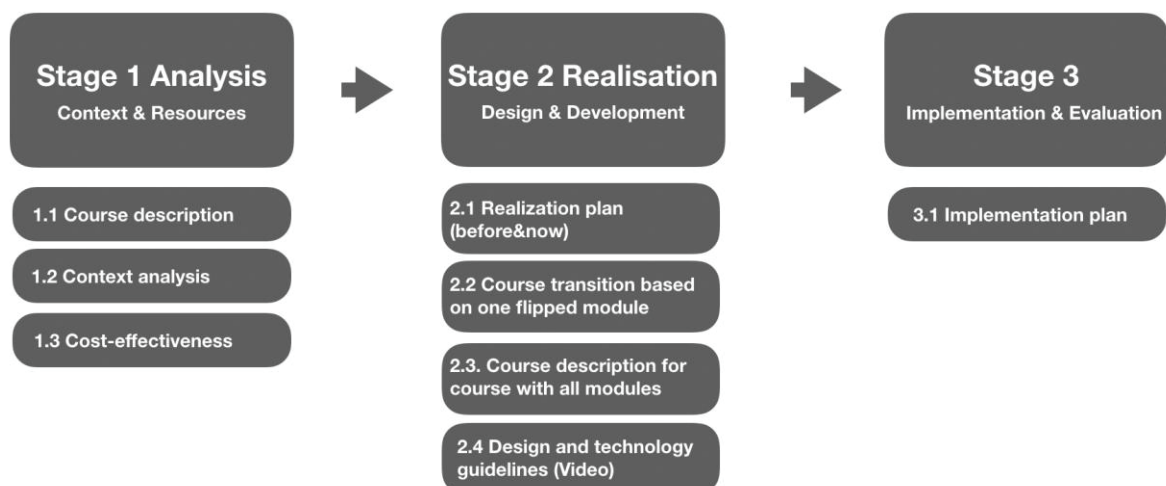 Stage 1 Analysis
Context & Resources
1.1 Course description
1.2 Context analysis
1.3 Cost-effectiveness
Stage 2 Realisation
Design & Development
2.1 Realization plan
(before&now)
2.2 Course transition based
on one flipped module
2.3. Course description for
course with all modules
2.4 Design and technology
guidelines (Video)
Stage 3
Implementation & Evaluation
3.1 Implementation plan